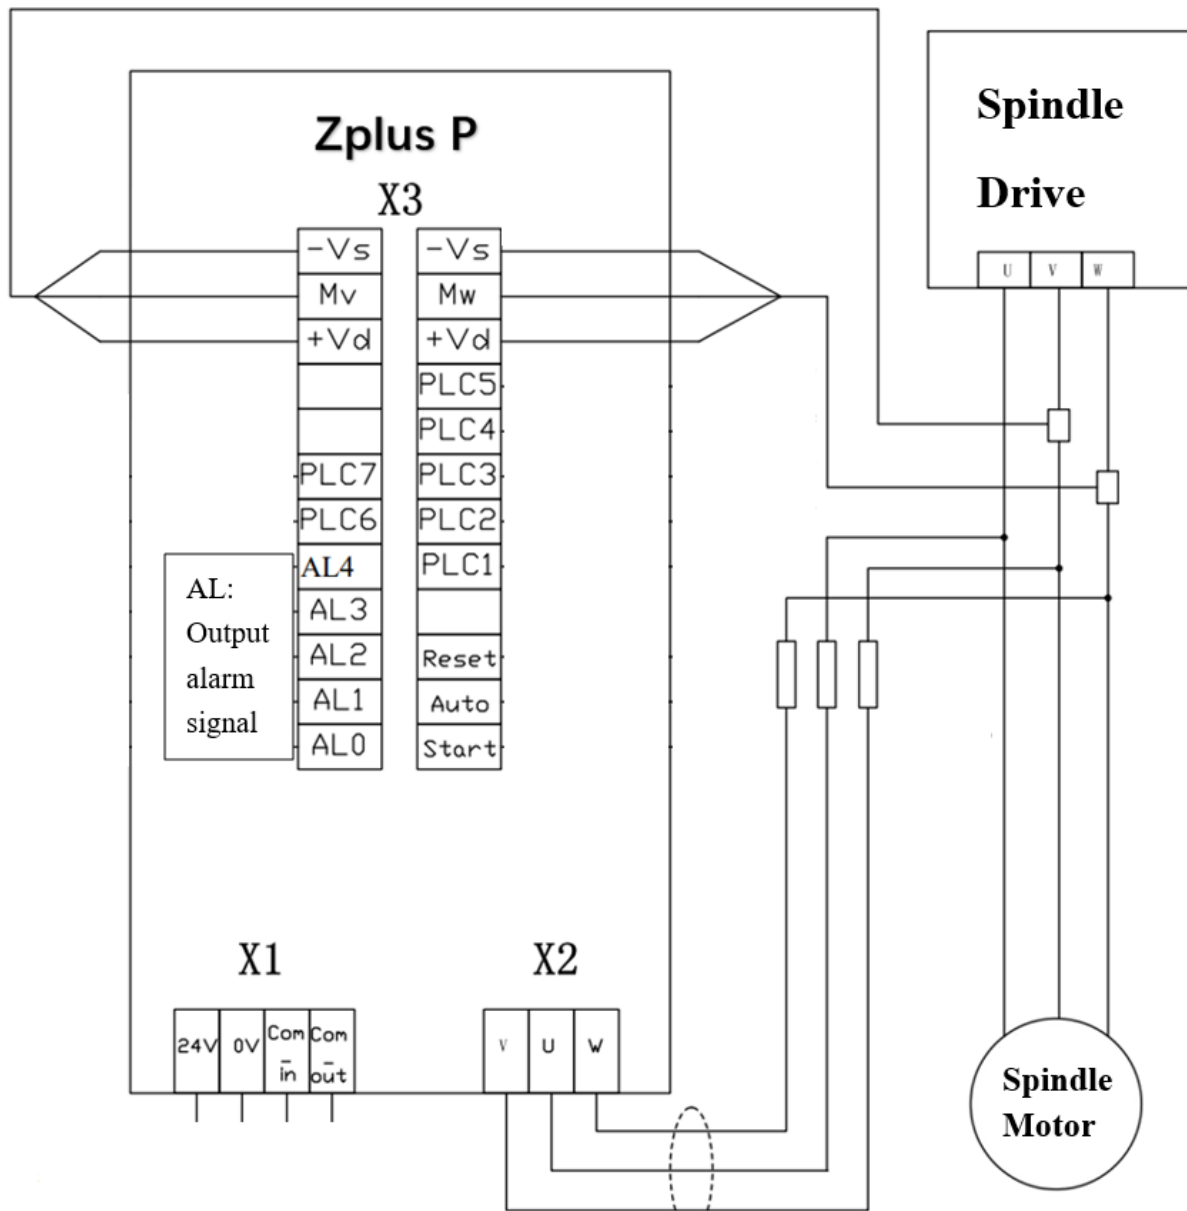 Zplus P
X3
-Vs
Mv
+Vd
PLC7
PLC6
AL4
AL3
AL2
AL1
AL0
-Vs
Mw
+Vd
PLC5
PLC4
PLC3
PLC2
PLC1
Reset
Auto
Start
AL:
Output
alarm
signal
Spindle
Drive
U V W
X1
24V 0V Com-in Com-out
X2
V U W
Spindle
Motor